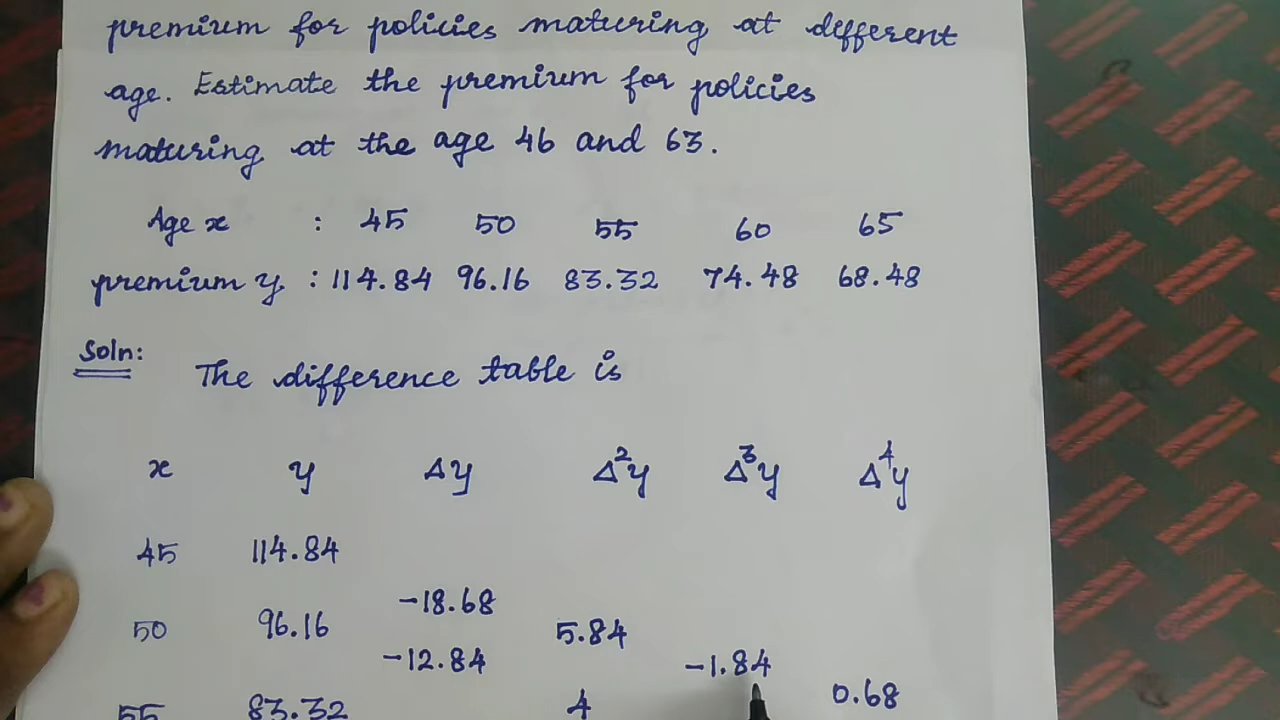 premium for policies maturing at different
age. Estimate the premium for policies
maturing at the age 46 and 63.
Age x : 45 50 55 60 65
premium y : 114.84 96.16 83.32 74.48 68.48
Soln:
The difference table is
x y Δy Δ²y Δ³y Δ⁴y
45 114.84
-18.68
50 96.16 5.84
-12.84 -1.84
55 83.32 4 0.68